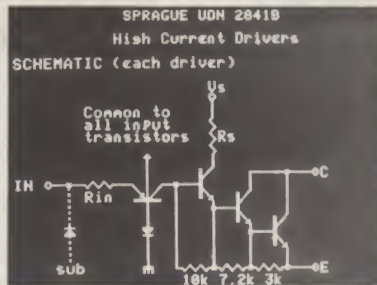 SPRAGUE UDN 2841B
High Current Drivers
SCHEMATIC (each driver)
Us
Common to
all input
transistors
Rs
C
IN
Rin
sub
m
10k 7.2k 3k
E